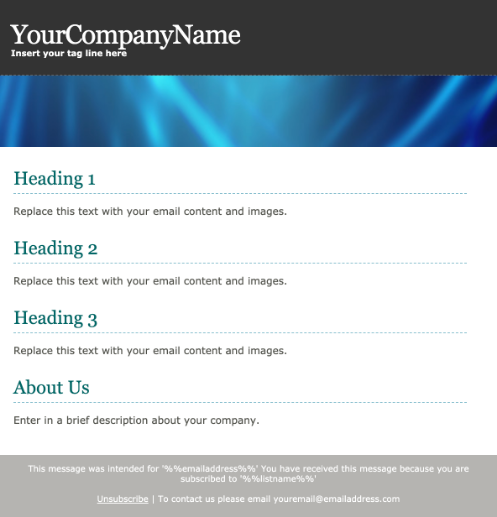 YourCompanyName
Insert your tag line here
Heading 1
Replace this text with your email content and images.
Heading 2
Replace this text with your email content and images.
Heading 3
Replace this text with your email content and images.
About Us
Enter in a brief description about your company.
This message was intended for '%%emailaddress%%' You have received this message because you are
subscribed to '%%listname%%'
Unsubscribe | To contact us please email youremail@emailaddress.com